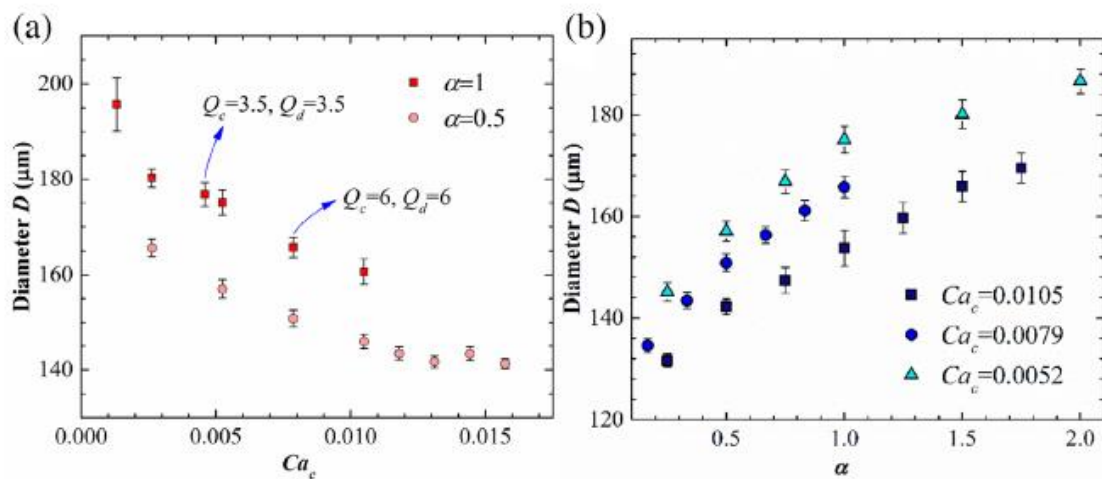 (a)
Diameter D (μm)
200
180
160
140
0.000
0.005
0.010
0.015
Ca_c
α=1
α=0.5
Q_c=3.5, Q_d=3.5
Q_c=6, Q_d=6
(b)
Diameter D (μm)
180
160
140
120
0.5
1.0
1.5
2.0
α
Ca_c=0.0105
Ca_c=0.0079
Ca_c=0.0052